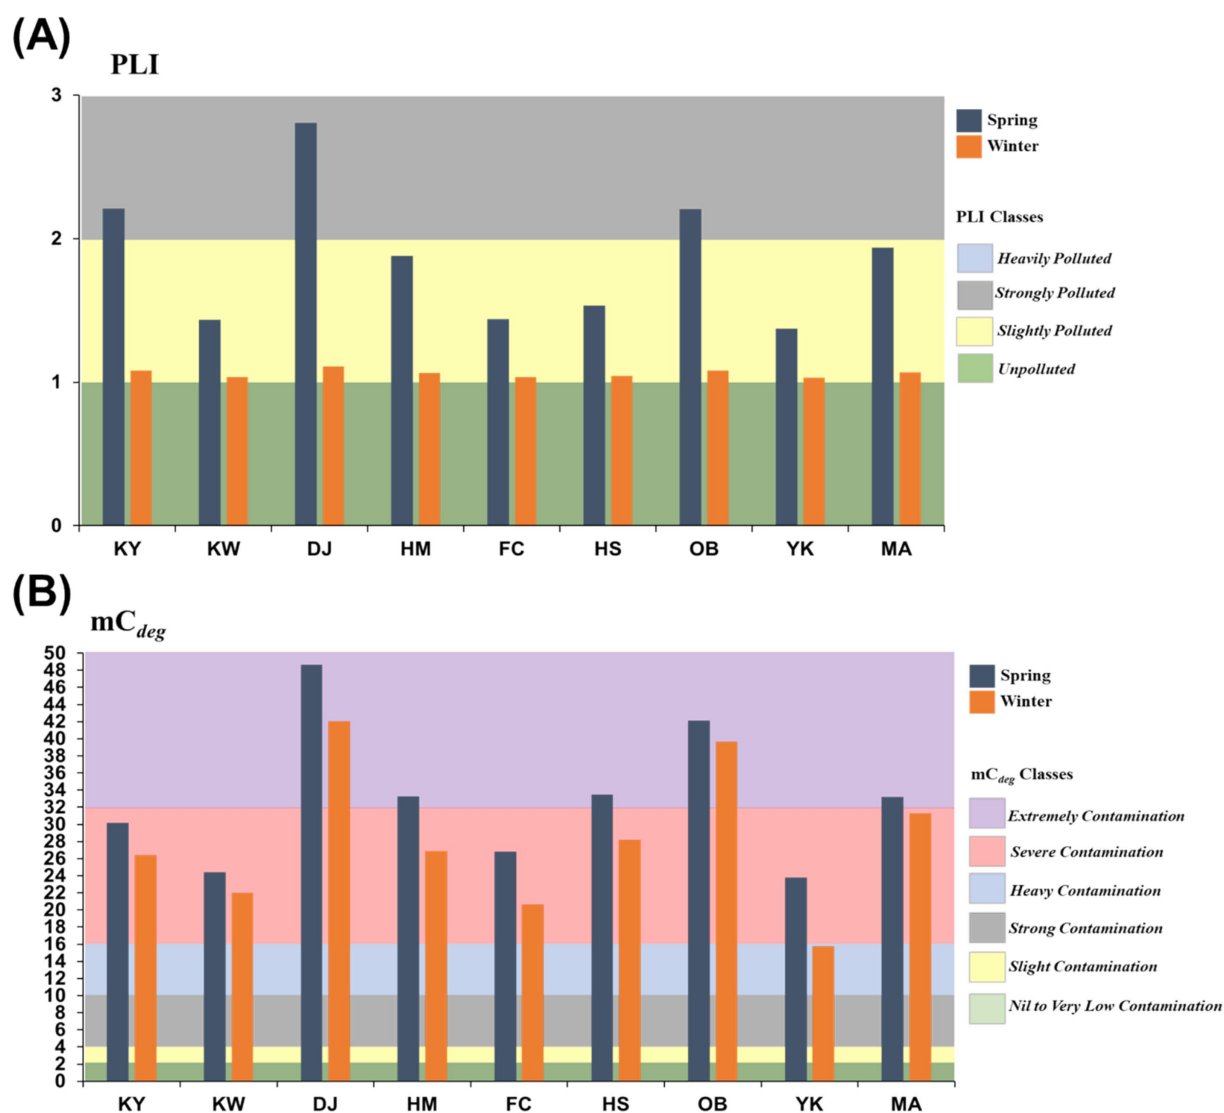 (A)
PLI
3
2
1
0
KY KW DJ HM FC HS OB YK MA
Spring
Winter
PLI Classes
Heavily Polluted
Strongly Polluted
Slightly Polluted
Unpolluted
(B)
mCdeg
50
48
46
44
42
40
38
36
34
32
30
28
26
24
22
20
18
16
14
12
10
8
6
4
2
0
KY KW DJ HM FC HS OB YK MA
Spring
Winter
mCdeg Classes
Extremely Contamination
Severe Contamination
Heavy Contamination
Strong Contamination
Slight Contamination
Nil to Very Low Contamination